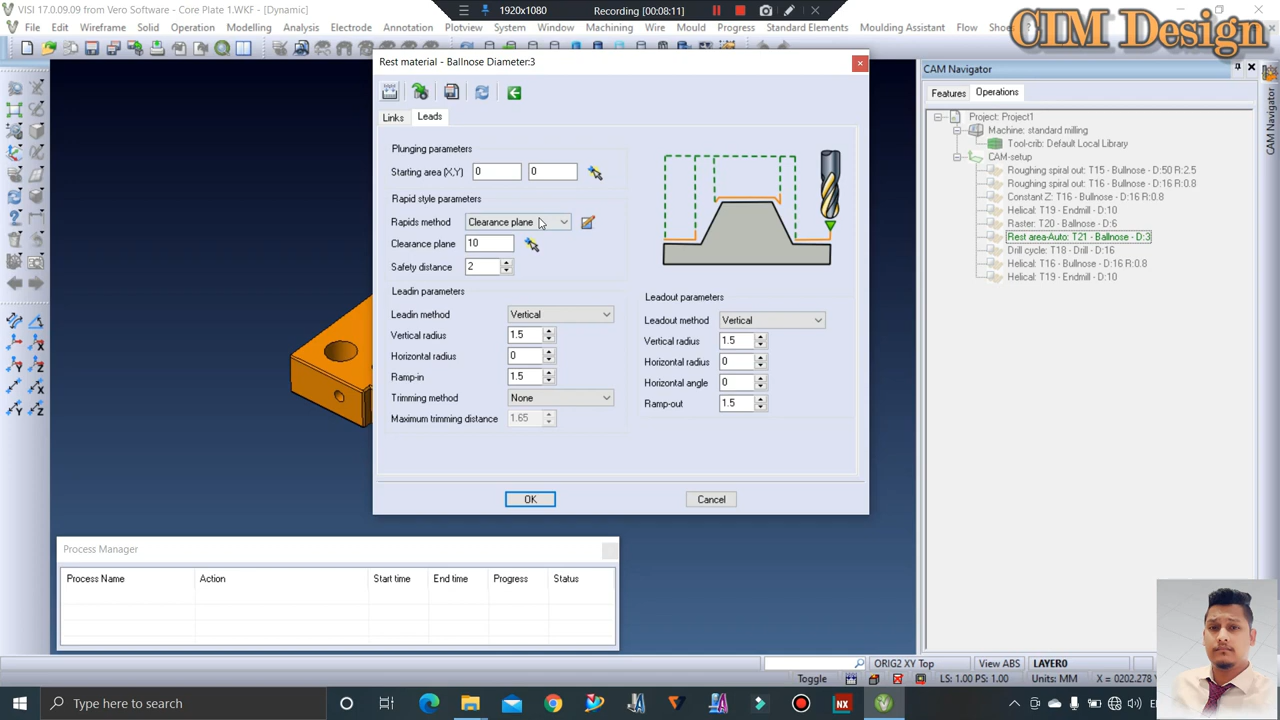 VISI 17.0.09.09 from Vero Software - Core Plate 1.WKF - [Dynamic]
1920x1080
Recording [00:08:11]
CIM Design
File Edit Wireframe Solid Operation Modelling Analysis Electrode Annotation Plotview System Window Machining Wire Mould Progress Standard Elements Moulding Assistant Flow
Rest material - Ballnose Diameter:3
Links Leads
Plunging parameters
Starting area (X,Y) 0 0
Rapid style parameters
Rapids method Clearance plane
Clearance plane 10
Safety distance 2
Leadin parameters
Leadin method Vertical
Vertical radius 1.5
Horizontal radius 0
Ramp-in 1.5
Trimming method None
Maximum trimming distance 1.65
Leadout parameters
Leadout method Vertical
Vertical radius 1.5
Horizontal radius 0
Horizontal angle 0
Ramp-out 1.5
OK Cancel
CAM Navigator
Features Operations
Project: Project1
Machine: standard milling
Tool-crib: Default Local Library
CAM-setup
Roughing spiral out: T15 - Bullnose - D:50 R:2.5
Roughing spiral out: T16 - Bullnose - D:16 R:0.8
Constant Z: T16 - Bullnose - D:16 R:0.8
Helical: T19 - Endmill - D:10
Raster: T20 - Ballnose - D:6
Rest area-Auto: T21 - Ballnose - D:3
Drill cycle: T18 - Drill - D:16
Helical: T16 - Bullnose - D:16 R:0.8
Helical: T19 - Endmill - D:10
CAM Navigator
Process Manager
Process Name Action Start time End time Progress Status
ORIG2 XY Top View ABS LAYER0
Toggle LS: 1.00 PS: 1.00 Units: MM X = 0202.278
Type here to search
NX